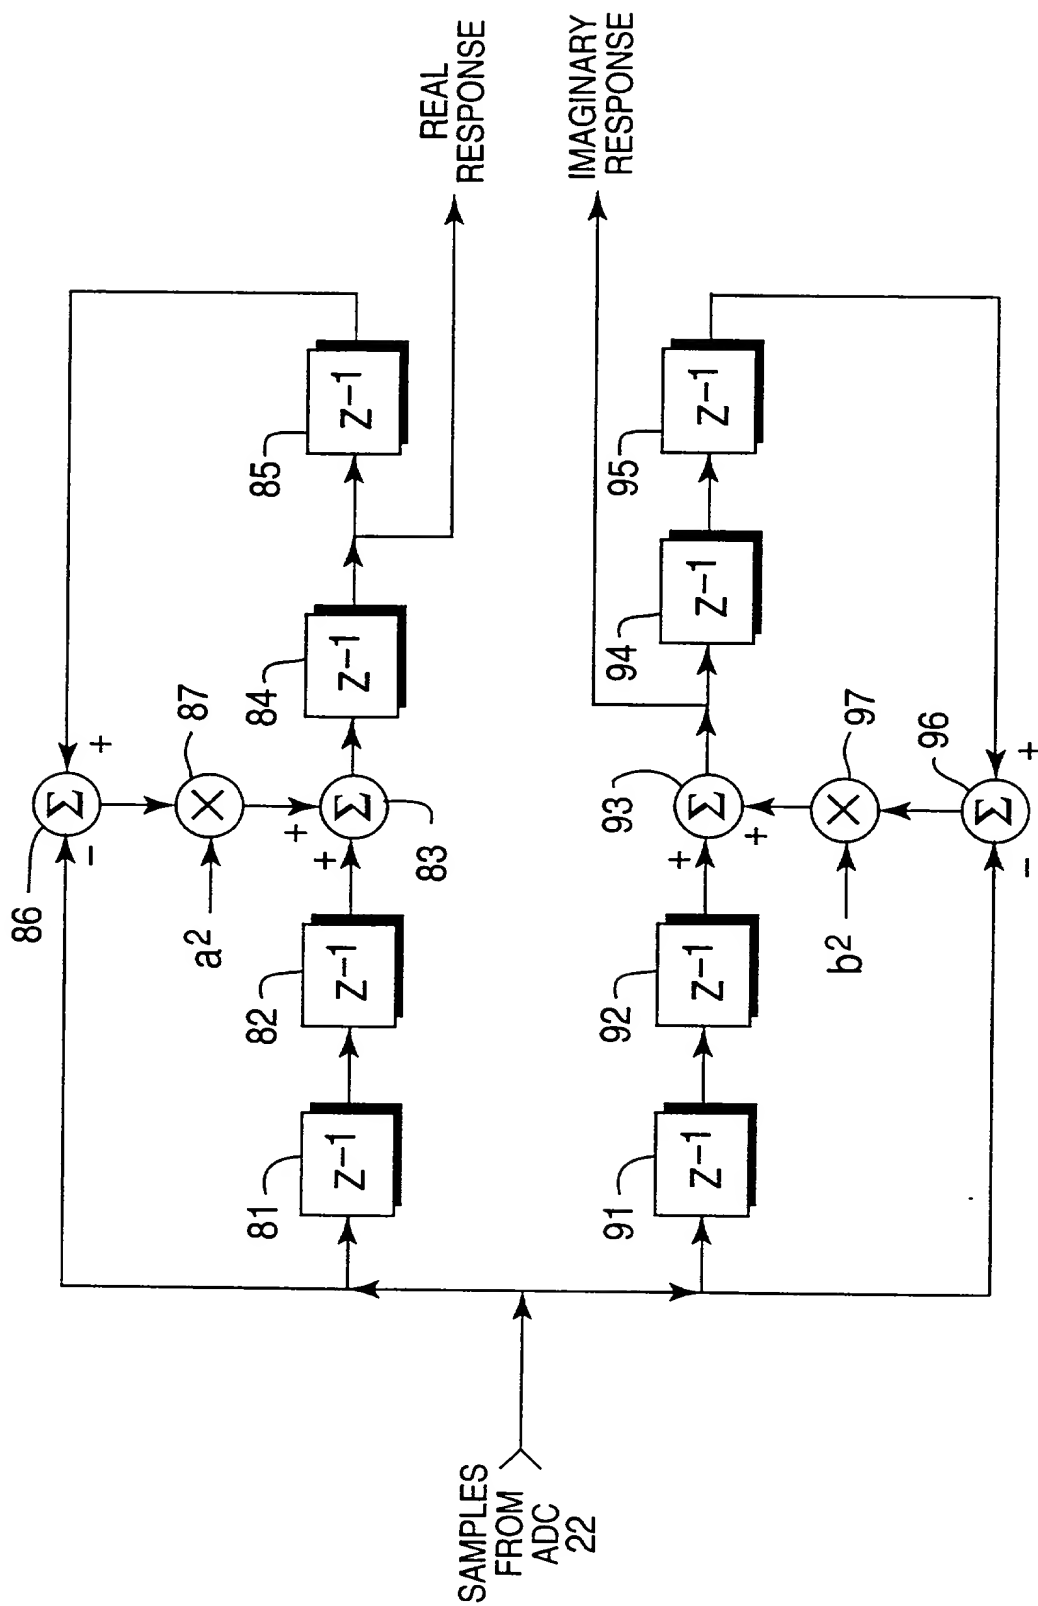 86
-
+
87
a²
+
+
83
81
Z⁻¹
82
Z⁻¹
84
Z⁻¹
85
Z⁻¹
Σ
X
Σ
REAL
RESPONSE
SAMPLES
FROM
ADC
22
IMAGINARY
RESPONSE
91
Z⁻¹
92
Z⁻¹
93
Σ
+
+
94
Z⁻¹
95
Z⁻¹
b²
X
97
96
Σ
-
+